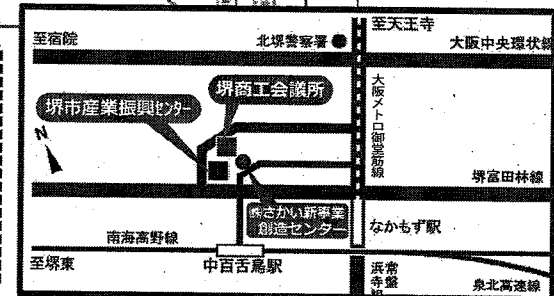 至天王寺
至宿院
北堺警察署
大阪中央環状線
堺商工会議所
堺市産業振興センター
大阪メトロ御堂筋線
N
堺富田林線
㈱さかい新事業
創造センター
なかもず駅
南海高野線
至堺東
中百舌鳥駅
常磐
浜寺
泉北高速線